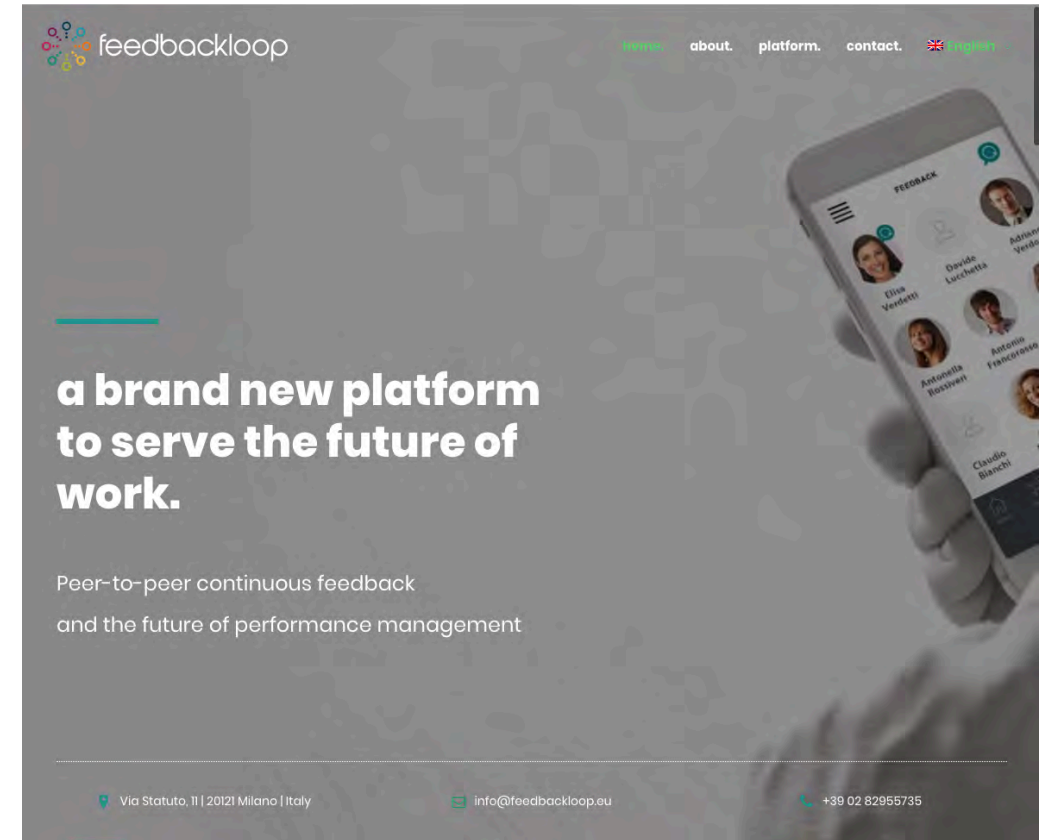 feedbackloop
home.
about.
platform.
contact.
English
FEEDBACK
Elisa
Verdetti
Davide
Lucchetta
Antonella
Rossiveri
Antonio
Francorosso
Claudio
Bianchi
a brand new platform
to serve the future of
work.
Peer-to-peer continuous feedback
and the future of performance management
Via Statuto, 11 | 20121 Milano | Italy
info@feedbackloop.eu
+39 02 82955735